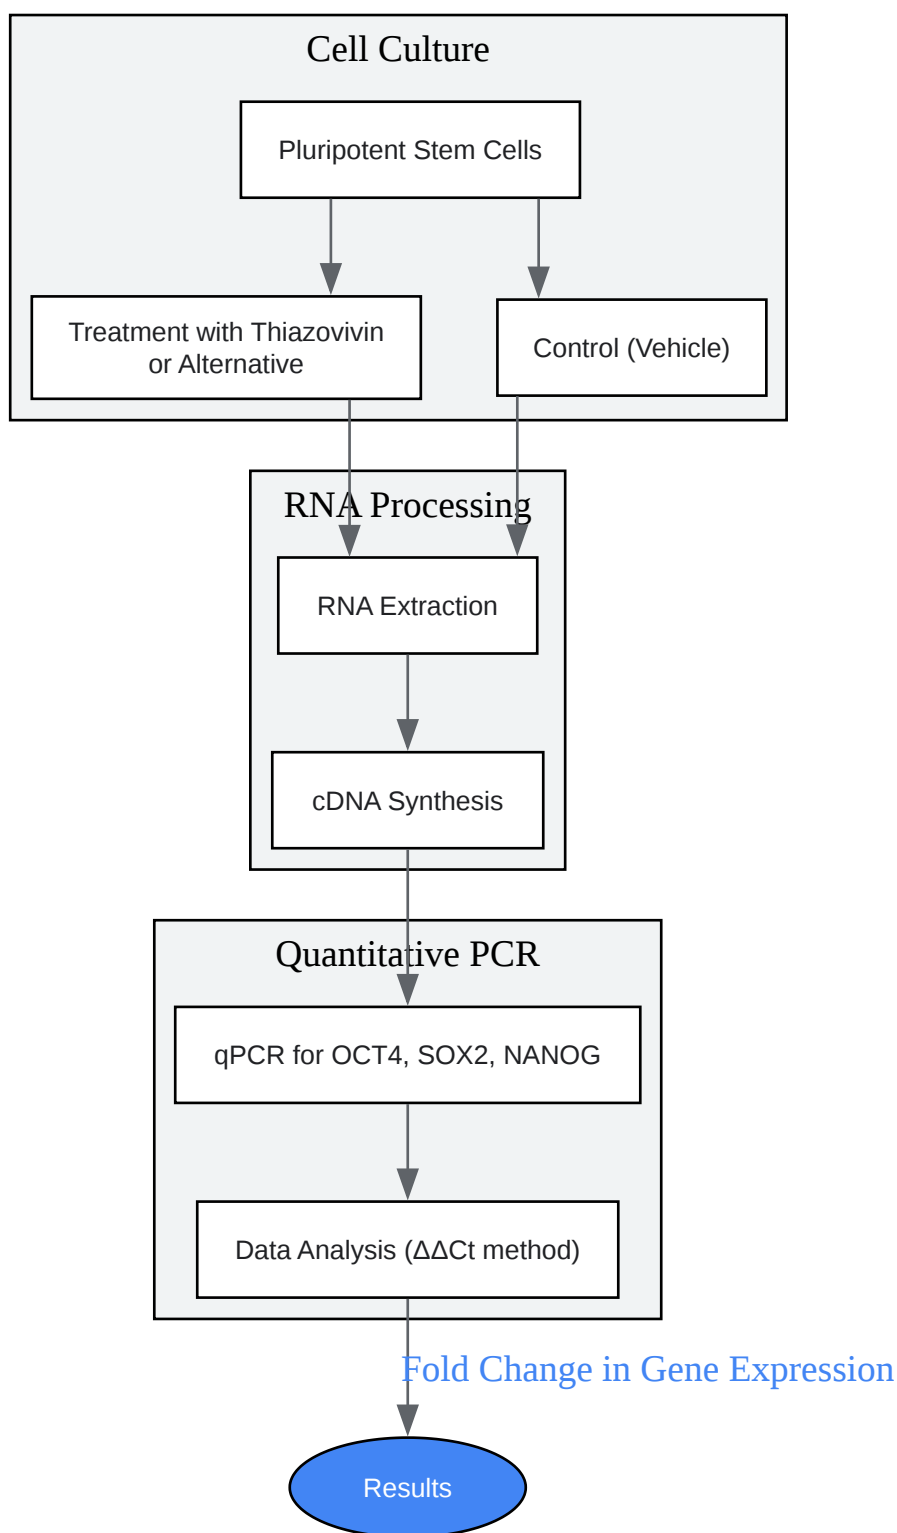 Cell Culture
Pluripotent Stem Cells
Treatment with Thiazovivin
or Alternative
Control (Vehicle)
RNA Processing
RNA Extraction
cDNA Synthesis
Quantitative PCR
qPCR for OCT4, SOX2, NANOG
Data Analysis (ΔΔCt method)
Fold Change in Gene Expression
Results